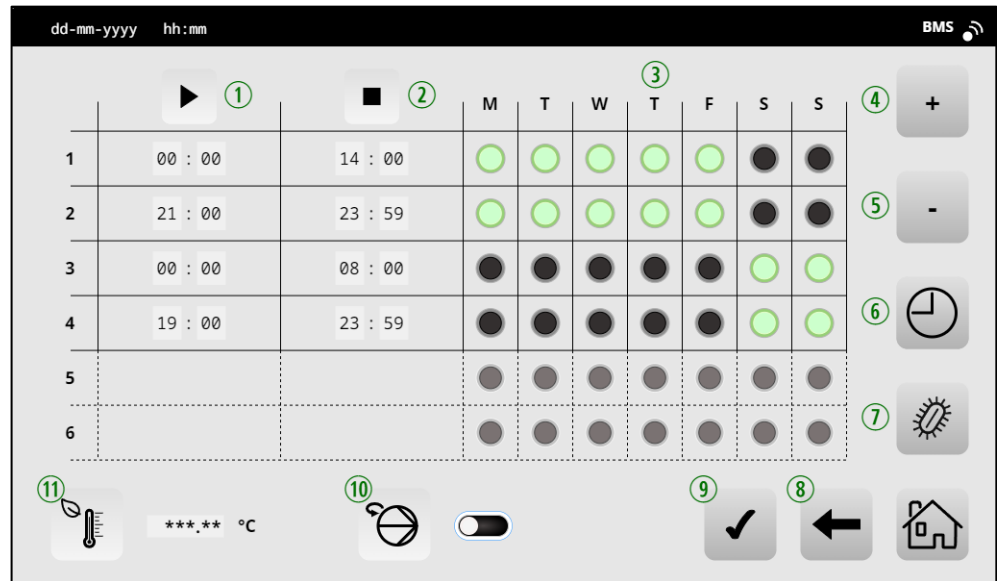 dd-mm-yyyy hh:mm BMS
① ② ③ ④ +
M T W T F S S
1 00 : 00 14 : 00
2 21 : 00 23 : 59 ⑤ -
3 00 : 00 08 : 00
4 19 : 00 23 : 59 ⑥
5
6 ⑦
⑪ ***.** °C ⑩ ⑨ ⑧